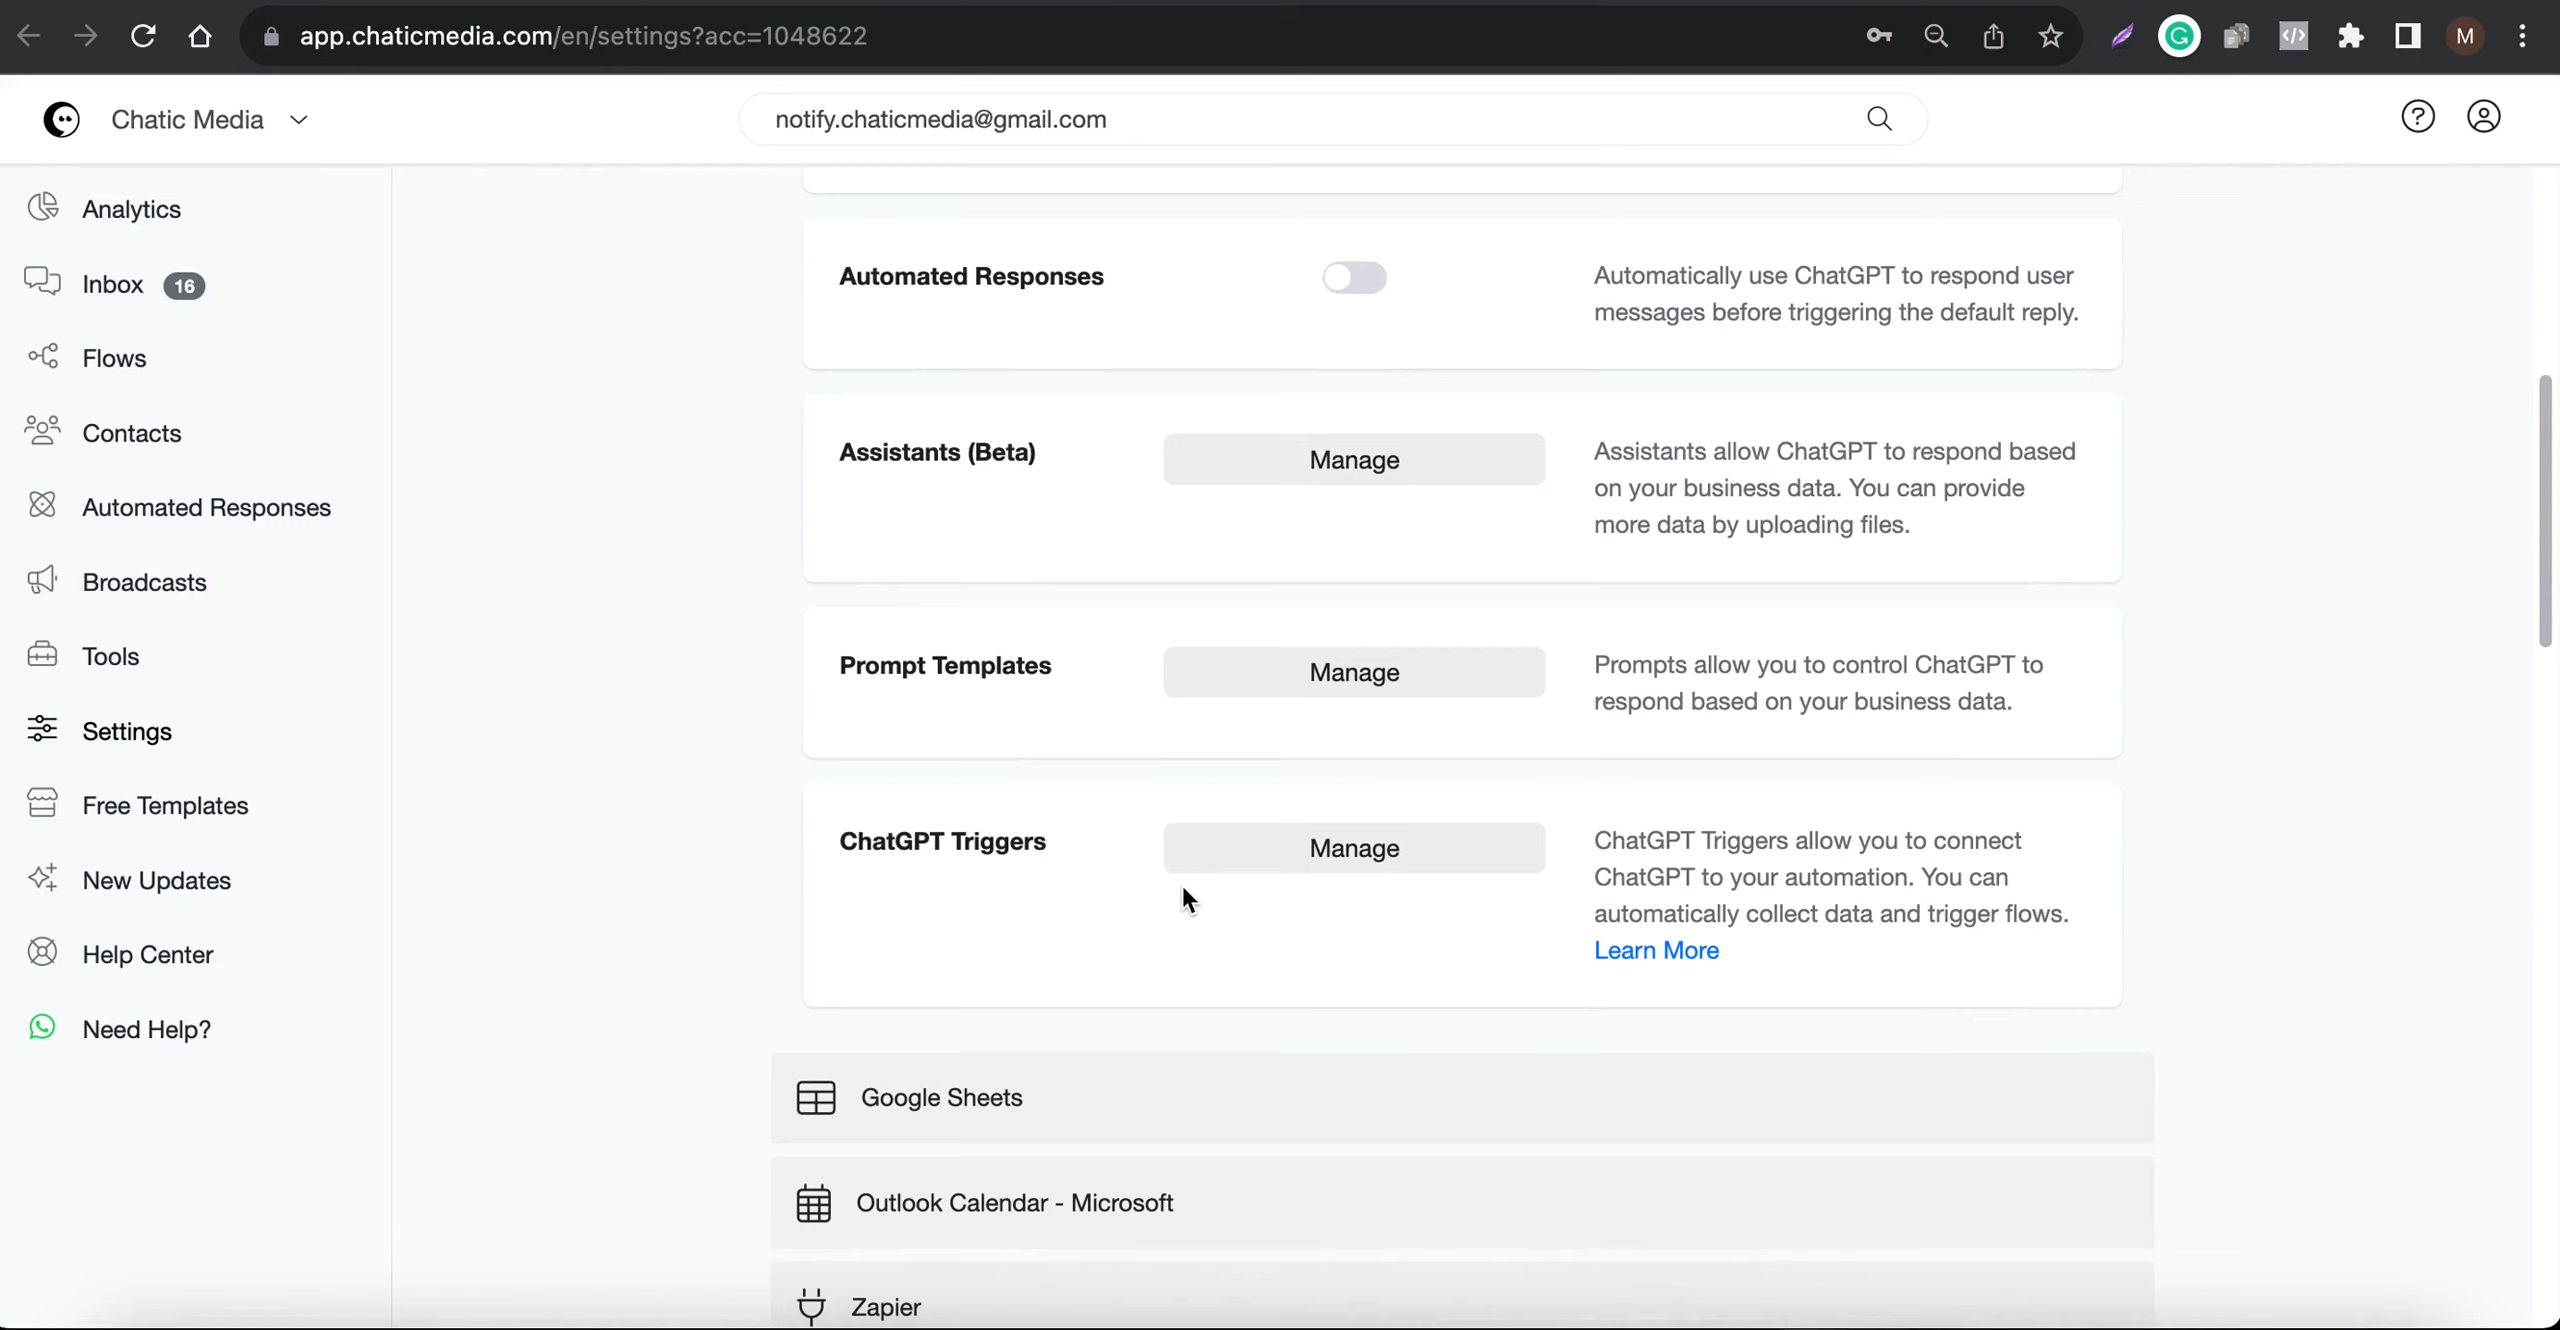 app.chaticmedia.com/en/settings?acc=1048622
M
Chatic Media
notify.chaticmedia@gmail.com
Analytics
Inbox 16
Flows
Contacts
Automated Responses
Broadcasts
Tools
Settings
Free Templates
New Updates
Help Center
Need Help?
Automated Responses
Automatically use ChatGPT to respond user
messages before triggering the default reply.
Assistants (Beta)
Manage
Assistants allow ChatGPT to respond based
on your business data. You can provide
more data by uploading files.
Prompt Templates
Manage
Prompts allow you to control ChatGPT to
respond based on your business data.
ChatGPT Triggers
Manage
ChatGPT Triggers allow you to connect
ChatGPT to your automation. You can
automatically collect data and trigger flows.
Learn More
Google Sheets
Outlook Calendar - Microsoft
Zapier